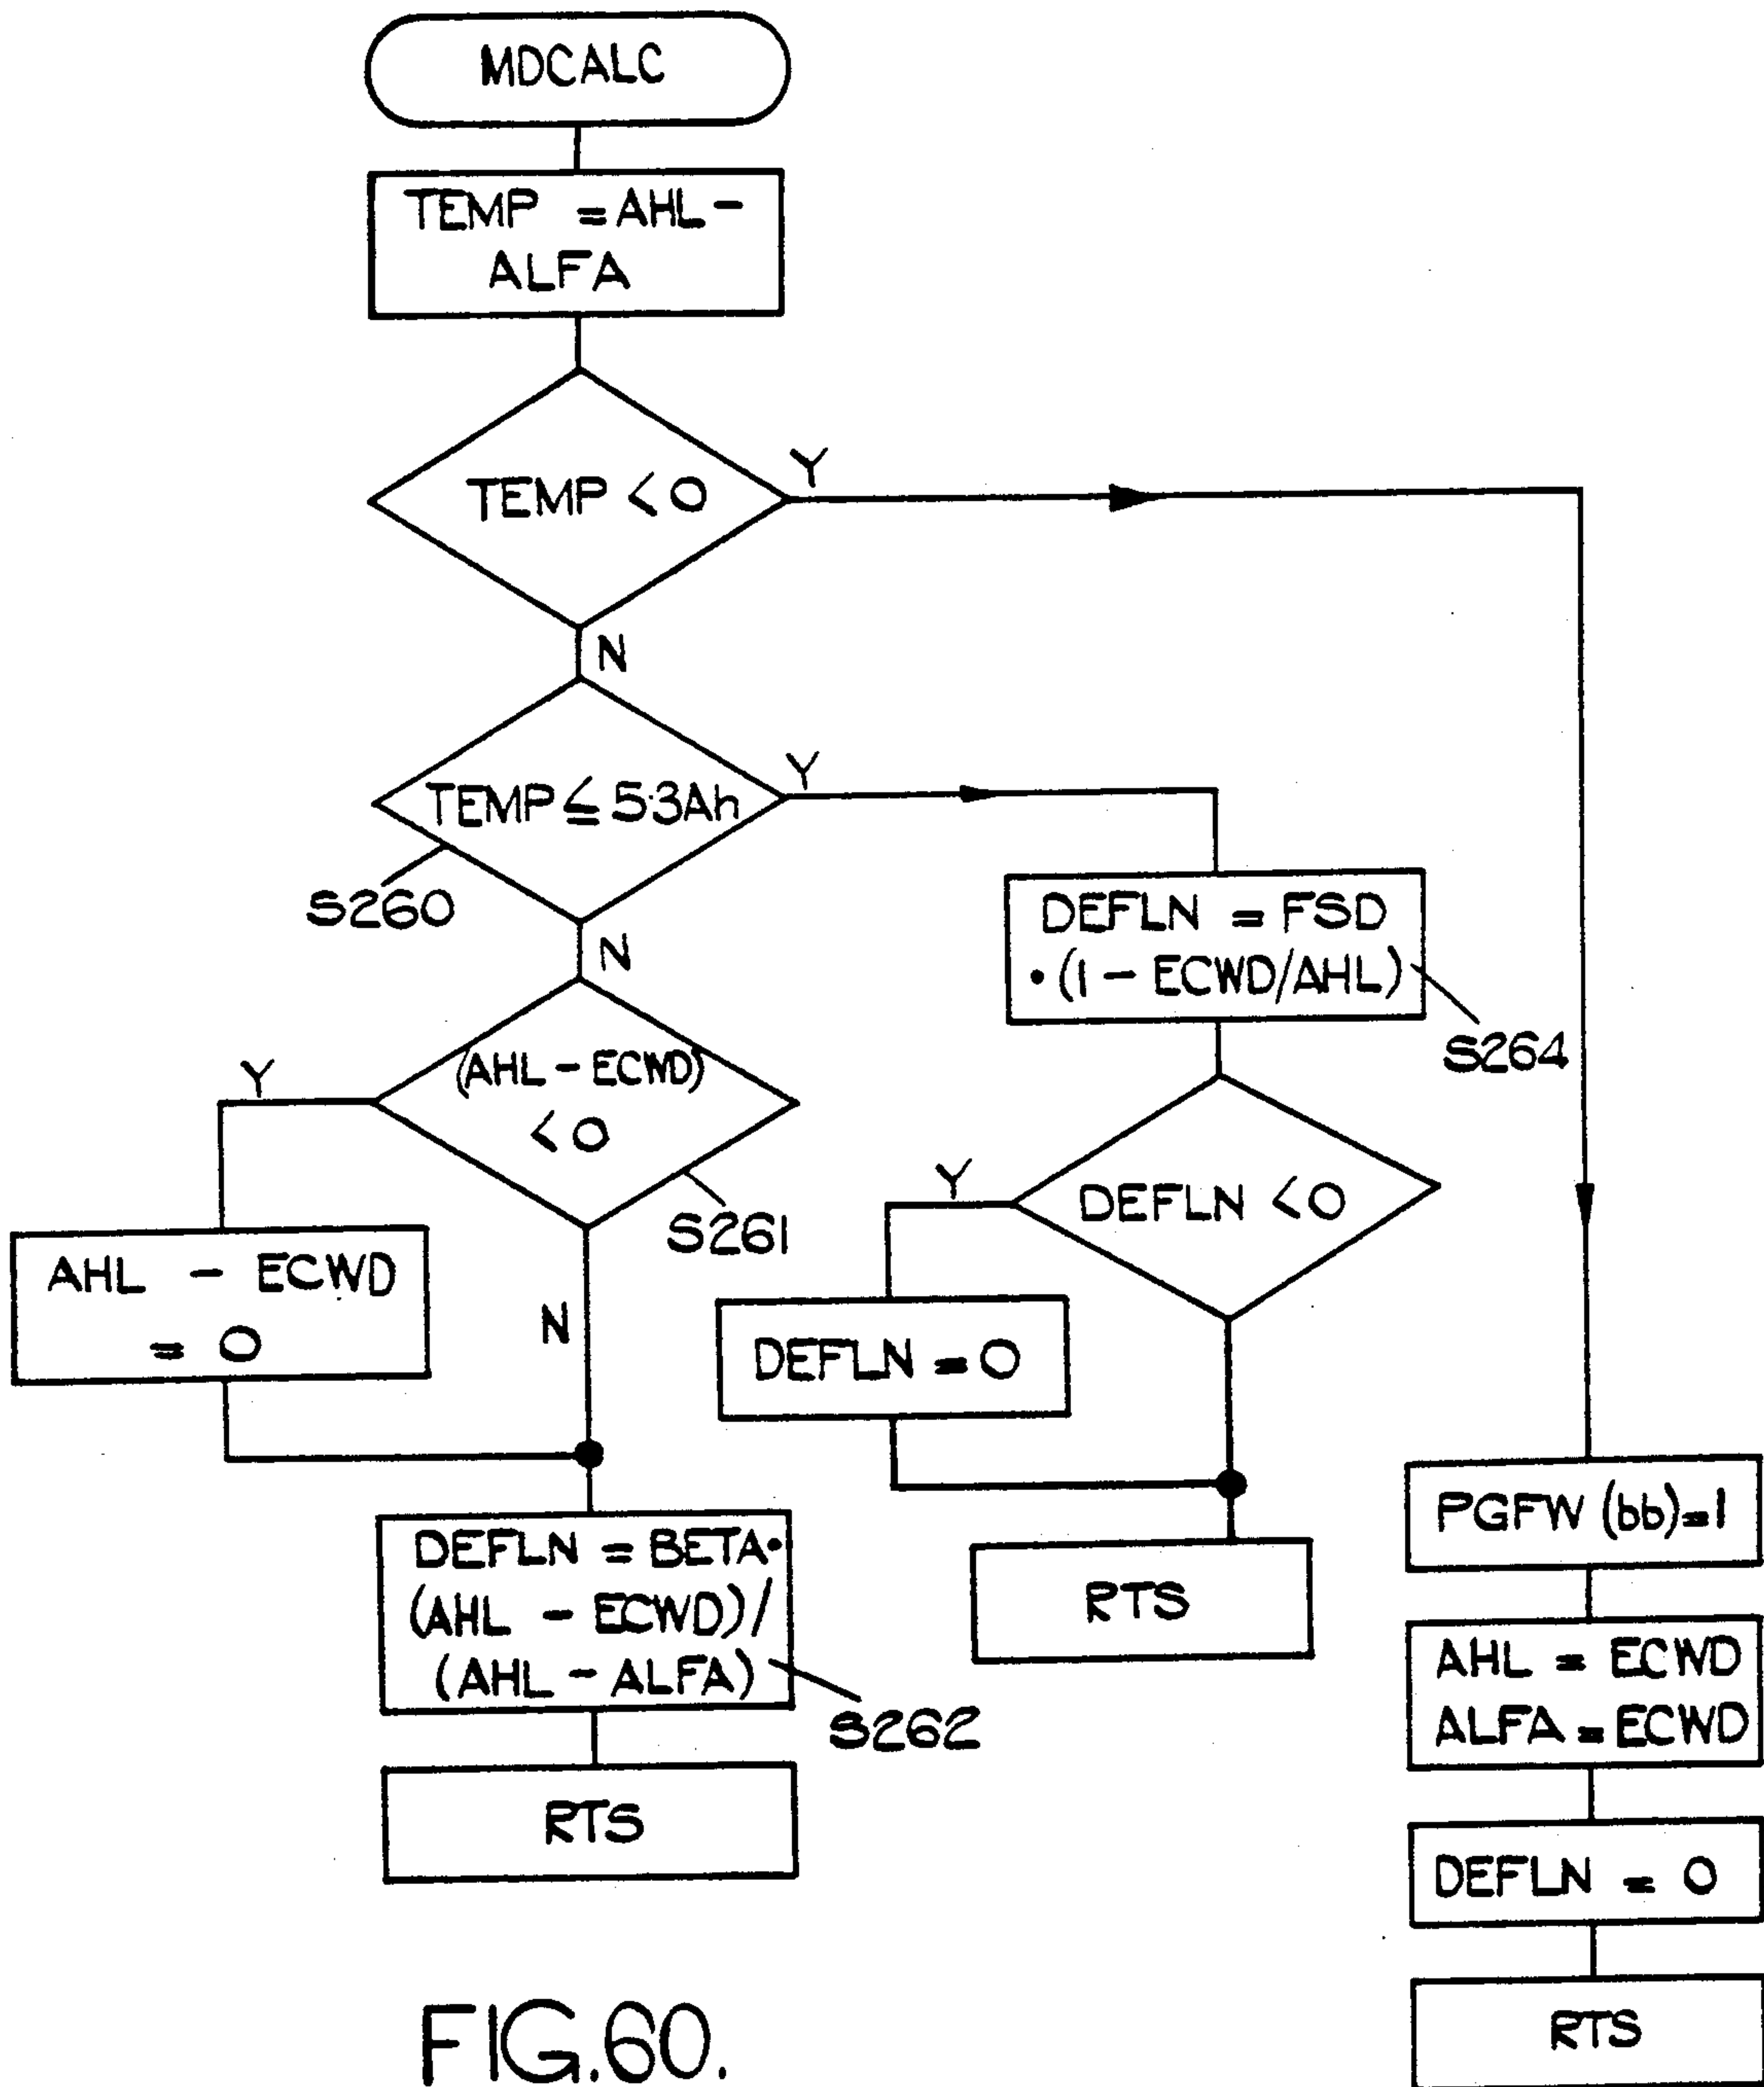 MDCALC
TEMP = AHL -
ALFA
TEMP < 0
Y
N
TEMP ≦ 5·3Ah
Y
S260
N
DEFLN = FSD
• (1 - ECWD/AHL)
S264
(AHL - ECWD)
< 0
Y
S261
N
AHL - ECWD
= 0
DEFLN < 0
Y
DEFLN = 0
RTS
DEFLN = BETA•
(AHL - ECWD)/
(AHL - ALFA)
S262
RTS
PGFW (bb)=1
AHL = ECWD
ALFA = ECWD
DEFLN = 0
RTS
FIG.60.